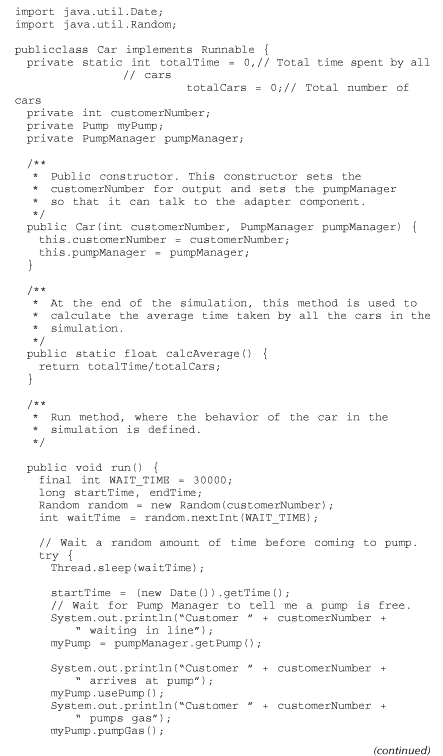 import java.util.Date;
import java.util.Random;
publicclass Car implements Runnable {
private static int totalTime = 0,// Total time spent by all
// cars
totalCars = 0;// Total number of
cars
private int customerNumber;
private Pump myPump;
private PumpManager pumpManager;
/**
* Public constructor. This constructor sets the
* customerNumber for output and sets the pumpManager
* so that it can talk to the adapter component.
*/
public Car(int customerNumber, PumpManager pumpManager) {
this.customerNumber = customerNumber;
this.pumpManager = pumpManager;
}
/**
* At the end of the simulation, this method is used to
* calculate the average time taken by all the cars in the
* simulation.
*/
public static float calcAverage() {
return totalTime/totalCars;
}
/**
* Run method, where the behavior of the car in the
* simulation is defined.
*/
public void run() {
final int WAIT_TIME = 30000;
long startTime, endTime;
Random random = new Random(customerNumber);
int waitTime = random.nextInt(WAIT_TIME);
// Wait a random amount of time before coming to pump.
try {
Thread.sleep(waitTime);
startTime = (new Date()).getTime();
// Wait for Pump Manager to tell me a pump is free.
System.out.println(“Customer ” + customerNumber +
“ waiting in line”);
myPump = pumpManager.getPump();
System.out.println(“Customer ” + customerNumber +
“ arrives at pump”);
myPump.usePump();
System.out.println(“Customer ” + customerNumber +
“ pumps gas”);
myPump.pumpGas();
(continued)